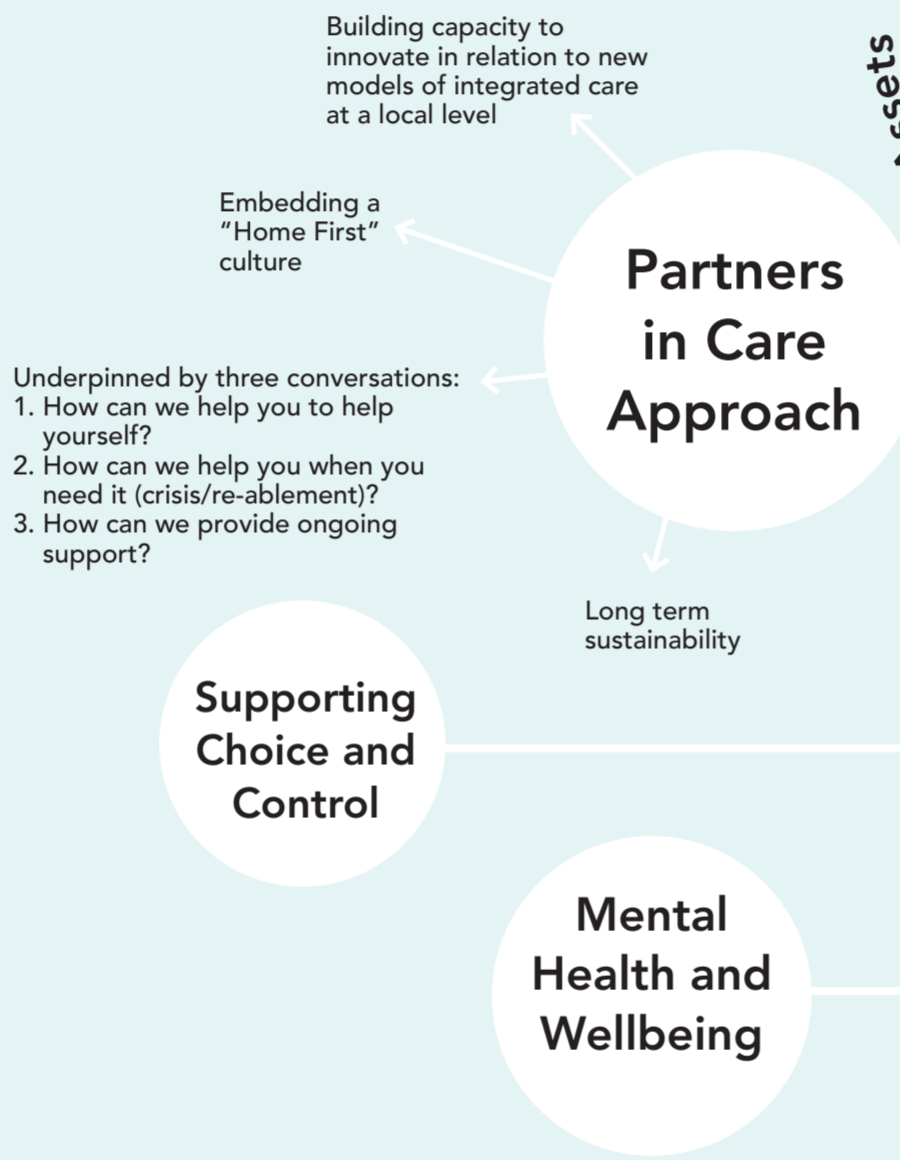 Building capacity to
innovate in relation to new
models of integrated care
at a local level
Embedding a
“Home First”
culture
Partners
in Care
Approach
Underpinned by three conversations:
1. How can we help you to help
yourself?
2. How can we help you when you
need it (crisis/re-ablement)?
3. How can we provide ongoing
support?
Long term
sustainability
Supporting
Choice and
Control
Mental
Health and
Wellbeing